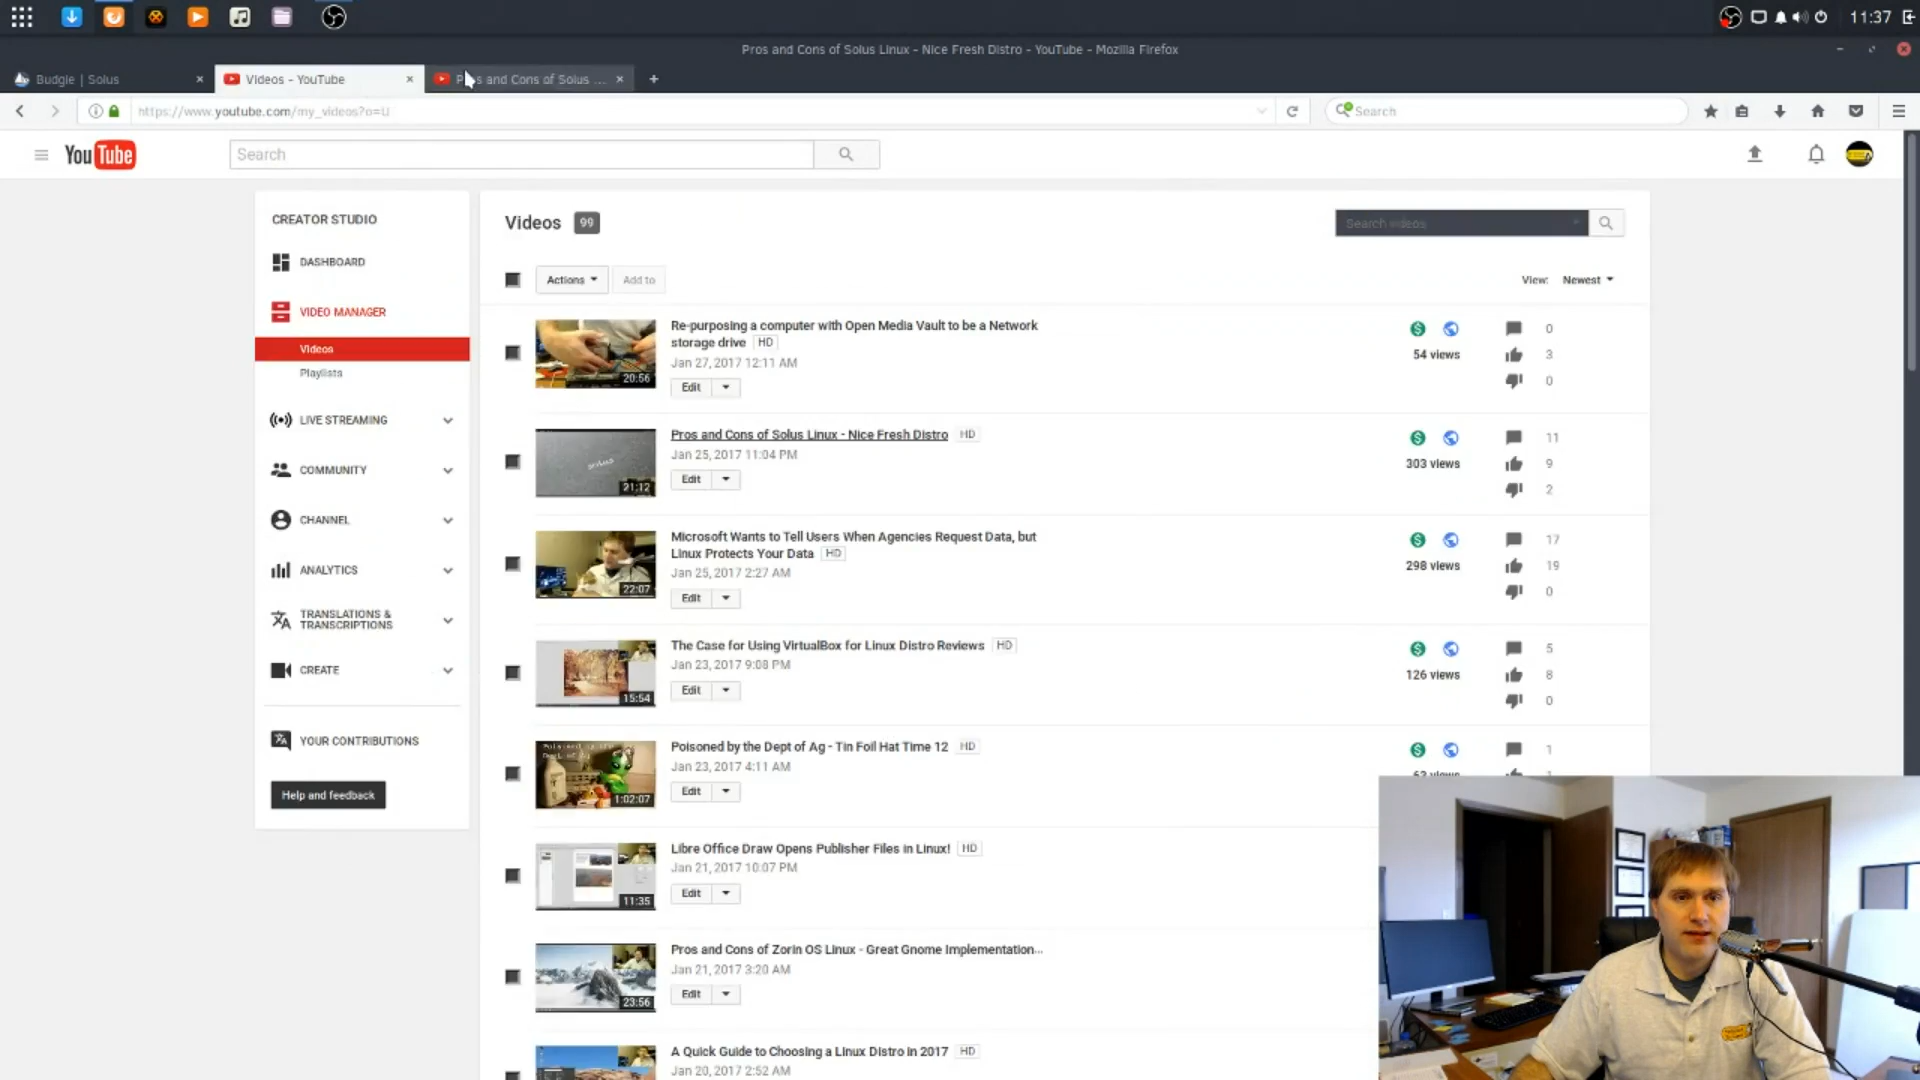 11:37
Pros and Cons of Solus Linux - Nice Fresh Distro - YouTube - Mozilla Firefox
Budgie | Solus
Videos - YouTube
and Cons of Solus ...
https://www.youtube.com/my_videos?o=U
Search
YouTube
Search
CREATOR STUDIO
DASHBOARD
VIDEO MANAGER
Videos
Playlists
LIVE STREAMING
COMMUNITY
CHANNEL
ANALYTICS
TRANSLATIONS &
TRANSCRIPTIONS
CREATE
YOUR CONTRIBUTIONS
Help and feedback
Videos 99
Search videos
Actions
Add to
View: Newest
Re-purposing a computer with Open Media Vault to be a Network
storage drive HD
Jan 27, 2017 12:11 AM
Edit
20:56
54 views
0
3
0
Pros and Cons of Solus Linux - Nice Fresh Distro HD
Jan 25, 2017 11:04 PM
Edit
21:12
303 views
11
9
2
Microsoft Wants to Tell Users When Agencies Request Data, but
Linux Protects Your Data HD
Jan 25, 2017 2:27 AM
Edit
22:07
298 views
17
19
0
The Case for Using VirtualBox for Linux Distro Reviews HD
Jan 23, 2017 9:08 PM
Edit
15:54
126 views
5
8
0
Poisoned by the Dept of Ag - Tin Foil Hat Time 12 HD
Jan 23, 2017 4:11 AM
Edit
1:02:07
1
Libre Office Draw Opens Publisher Files in Linux! HD
Jan 21, 2017 10:07 PM
Edit
11:35
Pros and Cons of Zorin OS Linux - Great Gnome Implementation...
Jan 21, 2017 3:20 AM
Edit
23:56
A Quick Guide to Choosing a Linux Distro in 2017 HD
Jan 20, 2017 2:52 AM